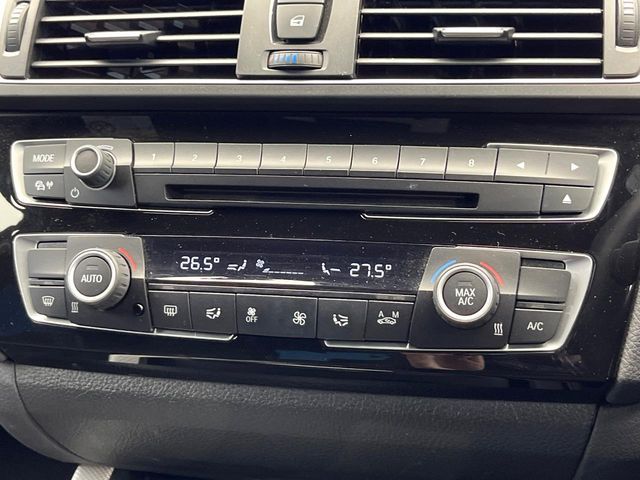 MODE 1 2 3 4 5 6 7 8
26.5° 27.5°
AUTO MAX A/C
OFF A M A/C